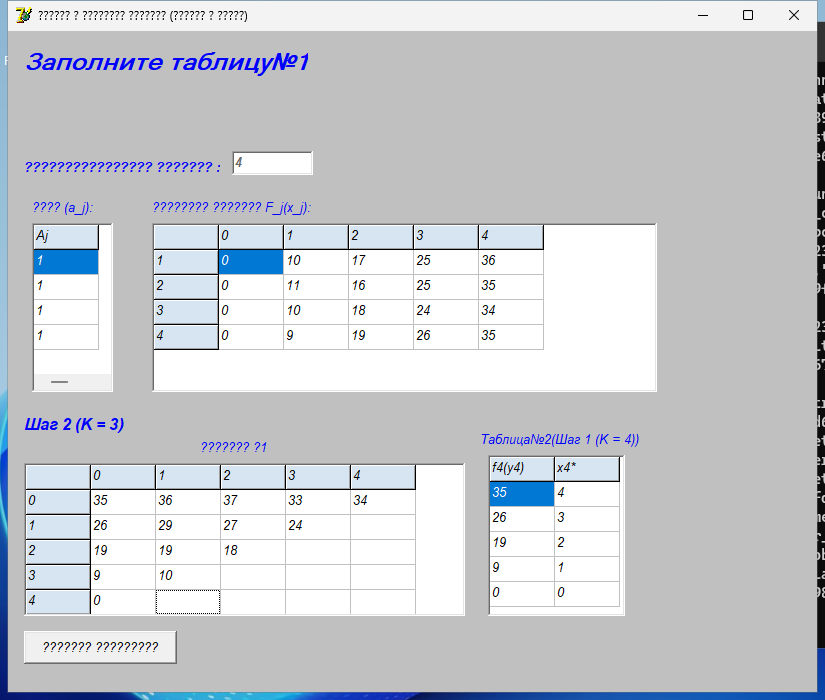 ?????? ? ???????? ??????? (?????? ? ?????)
Заполните таблицу№1
???????????????? ??????? : 4
???? (a_j): ???????? ??????? F_j(x_j):
Aj 0 1 2 3 4
1 1 0 10 17 25 36
1 2 0 11 16 25 35
1 3 0 10 18 24 34
1 4 0 9 19 26 35
Шаг 2 (K = 3)
??????? ?1 Таблица№2(Шаг 1 (K = 4))
0 1 2 3 4 f4(y4) x4*
0 35 36 37 33 34 35 4
1 26 29 27 24 26 3
2 19 19 18 19 2
3 9 10 9 1
4 0 0 0
??????? ?????????